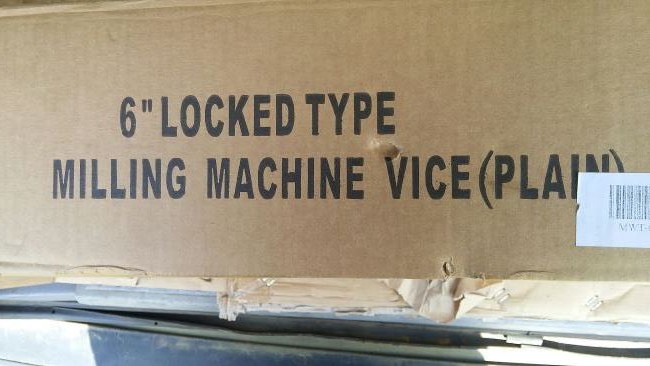 6" LOCKED TYPE
MILLING MACHINE VICE (PLAIN)